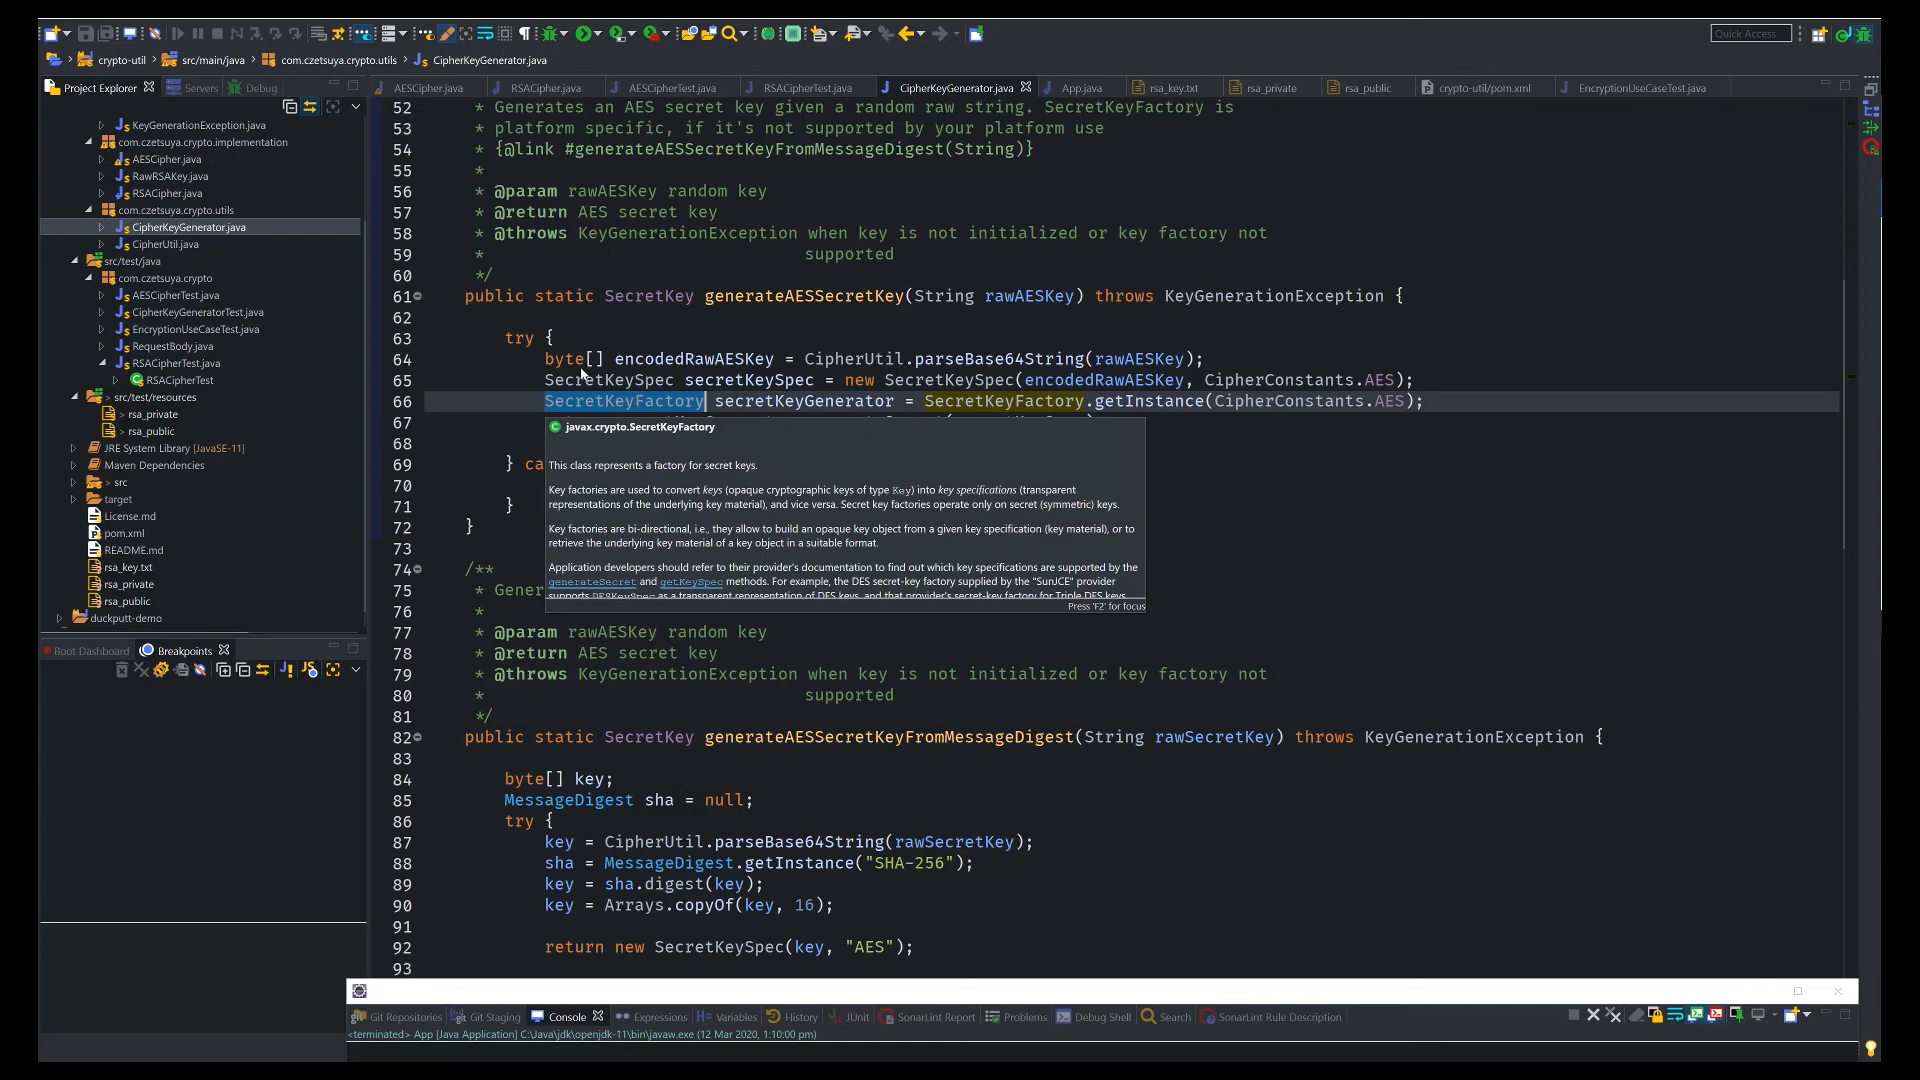 Quick Access
crypto-util
src/main/java
com.czetsuya.crypto.utils
CipherKeyGenerator.java
Project Explorer
Servers
Debug
KeyGenerationException.java
com.czetsuya.crypto.implementation
AESCipher.java
RawRSAKey.java
RSACipher.java
com.czetsuya.crypto.utils
CipherKeyGenerator.java
CipherUtil.java
src/test/java
com.czetsuya.crypto
AESCipherTest.java
CipherKeyGeneratorTest.java
EncryptionUseCaseTest.java
RequestBody.java
RSACipherTest.java
RSACipherTest
> src/test/resources
> rsa_private
> rsa_public
JRE System Library [JavaSE-11]
Maven Dependencies
> src
target
License.md
pom.xml
README.md
rsa_key.txt
rsa_private
rsa_public
duckputt-demo
Boot Dashboard
Breakpoints
AESCipher.java
RSACipher.java
AESCipherTest.java
RSACipherTest.java
CipherKeyGenerator.java
App.java
rsa_key.txt
rsa_private
rsa_public
crypto-util/pom.xml
EncryptionUseCaseTest.java
52 * Generates an AES secret key given a random raw string. SecretKeyFactory is
53 * platform specific, if it's not supported by your platform use
54 * {@link #generateAESSecretKeyFromMessageDigest(String)}
55 *
56 * @param rawAESKey random key
57 * @return AES secret key
58 * @throws KeyGenerationException when key is not initialized or key factory not
59 * supported
60 */
61 public static SecretKey generateAESSecretKey(String rawAESKey) throws KeyGenerationException {
62
63 try {
64 byte[] encodedRawAESKey = CipherUtil.parseBase64String(rawAESKey);
65 SecretKeySpec secretKeySpec = new SecretKeySpec(encodedRawAESKey, CipherConstants.AES);
66 SecretKeyFactory secretKeyGenerator = SecretKeyFactory.getInstance(CipherConstants.AES);
67
68
69 } ca
70
71 }
72 }
73
74 /**
75 * Gener
76 *
77 * @param rawAESKey random key
78 * @return AES secret key
79 * @throws KeyGenerationException when key is not initialized or key factory not
80 * supported
81 */
82 public static SecretKey generateAESSecretKeyFromMessageDigest(String rawSecretKey) throws KeyGenerationException {
83
84 byte[] key;
85 MessageDigest sha = null;
86 try {
87 key = CipherUtil.parseBase64String(rawSecretKey);
88 sha = MessageDigest.getInstance("SHA-256");
89 key = sha.digest(key);
90 key = Arrays.copyOf(key, 16);
91
92 return new SecretKeySpec(key, "AES");
93
javax.crypto.SecretKeyFactory
This class represents a factory for secret keys.
Key factories are used to convert keys (opaque cryptographic keys of type Key) into key specifications (transparent
representations of the underlying key material), and vice versa. Secret key factories operate only on secret (symmetric) keys.
Key factories are bi-directional, i.e., they allow to build an opaque key object from a given key specification (key material), or to
retrieve the underlying key material of a key object in a suitable format.
Application developers should refer to their provider's documentation to find out which key specifications are supported by the
generateSecret and getKeySpec methods. For example, the DES secret-key factory supplied by the "SunJCE" provider
supports DESKeySpec as a transparent representation of DES keys, and that provider's secret-key factory for Triple DES keys
Press 'F2' for focus
Git Repositories
Git Staging
Console
Expressions
Variables
History
JUnit
SonarLint Report
Problems
Debug Shell
Search
SonarLint Rule Description
<terminated> App [Java Application] C:\Java\jdk\openjdk-11\bin\javaw.exe (12 Mar 2020, 1:10:00 pm)